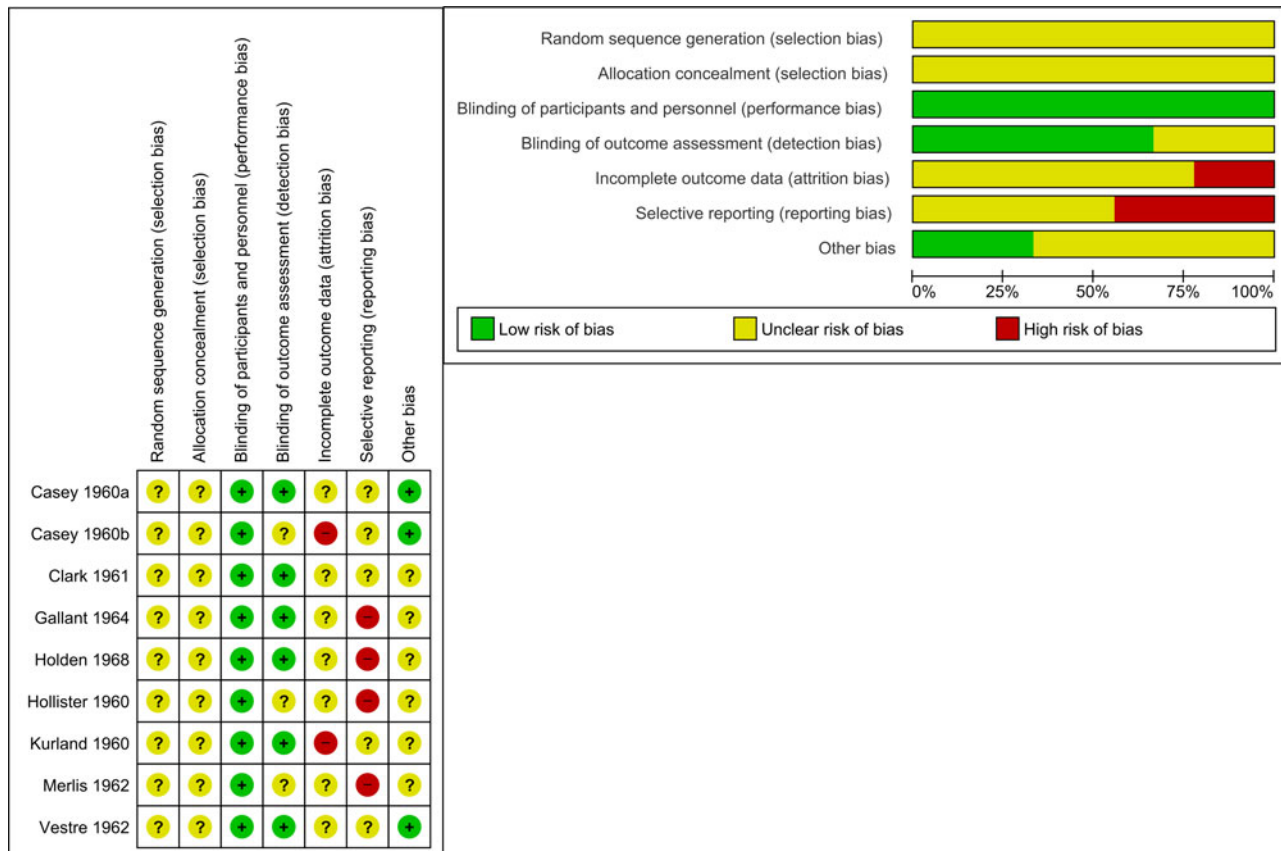 Random sequence generation (selection bias)
Allocation concealment (selection bias)
Blinding of participants and personnel (performance bias)
Blinding of outcome assessment (detection bias)
Incomplete outcome data (attrition bias)
Selective reporting (reporting bias)
Other bias
Casey 1960a ? ? + + ? ? +
Casey 1960b ? ? + ? - ? +
Clark 1961 ? ? + + ? ? ?
Gallant 1964 ? ? + + ? - ?
Holden 1968 ? ? + + ? - ?
Hollister 1960 ? ? + ? ? - ?
Kurland 1960 ? ? + + - ? ?
Merlis 1962 ? ? + ? ? - ?
Vestre 1962 ? ? + + ? ? +
Random sequence generation (selection bias)
Allocation concealment (selection bias)
Blinding of participants and personnel (performance bias)
Blinding of outcome assessment (detection bias)
Incomplete outcome data (attrition bias)
Selective reporting (reporting bias)
Other bias
0% 25% 50% 75% 100%
Low risk of bias Unclear risk of bias High risk of bias